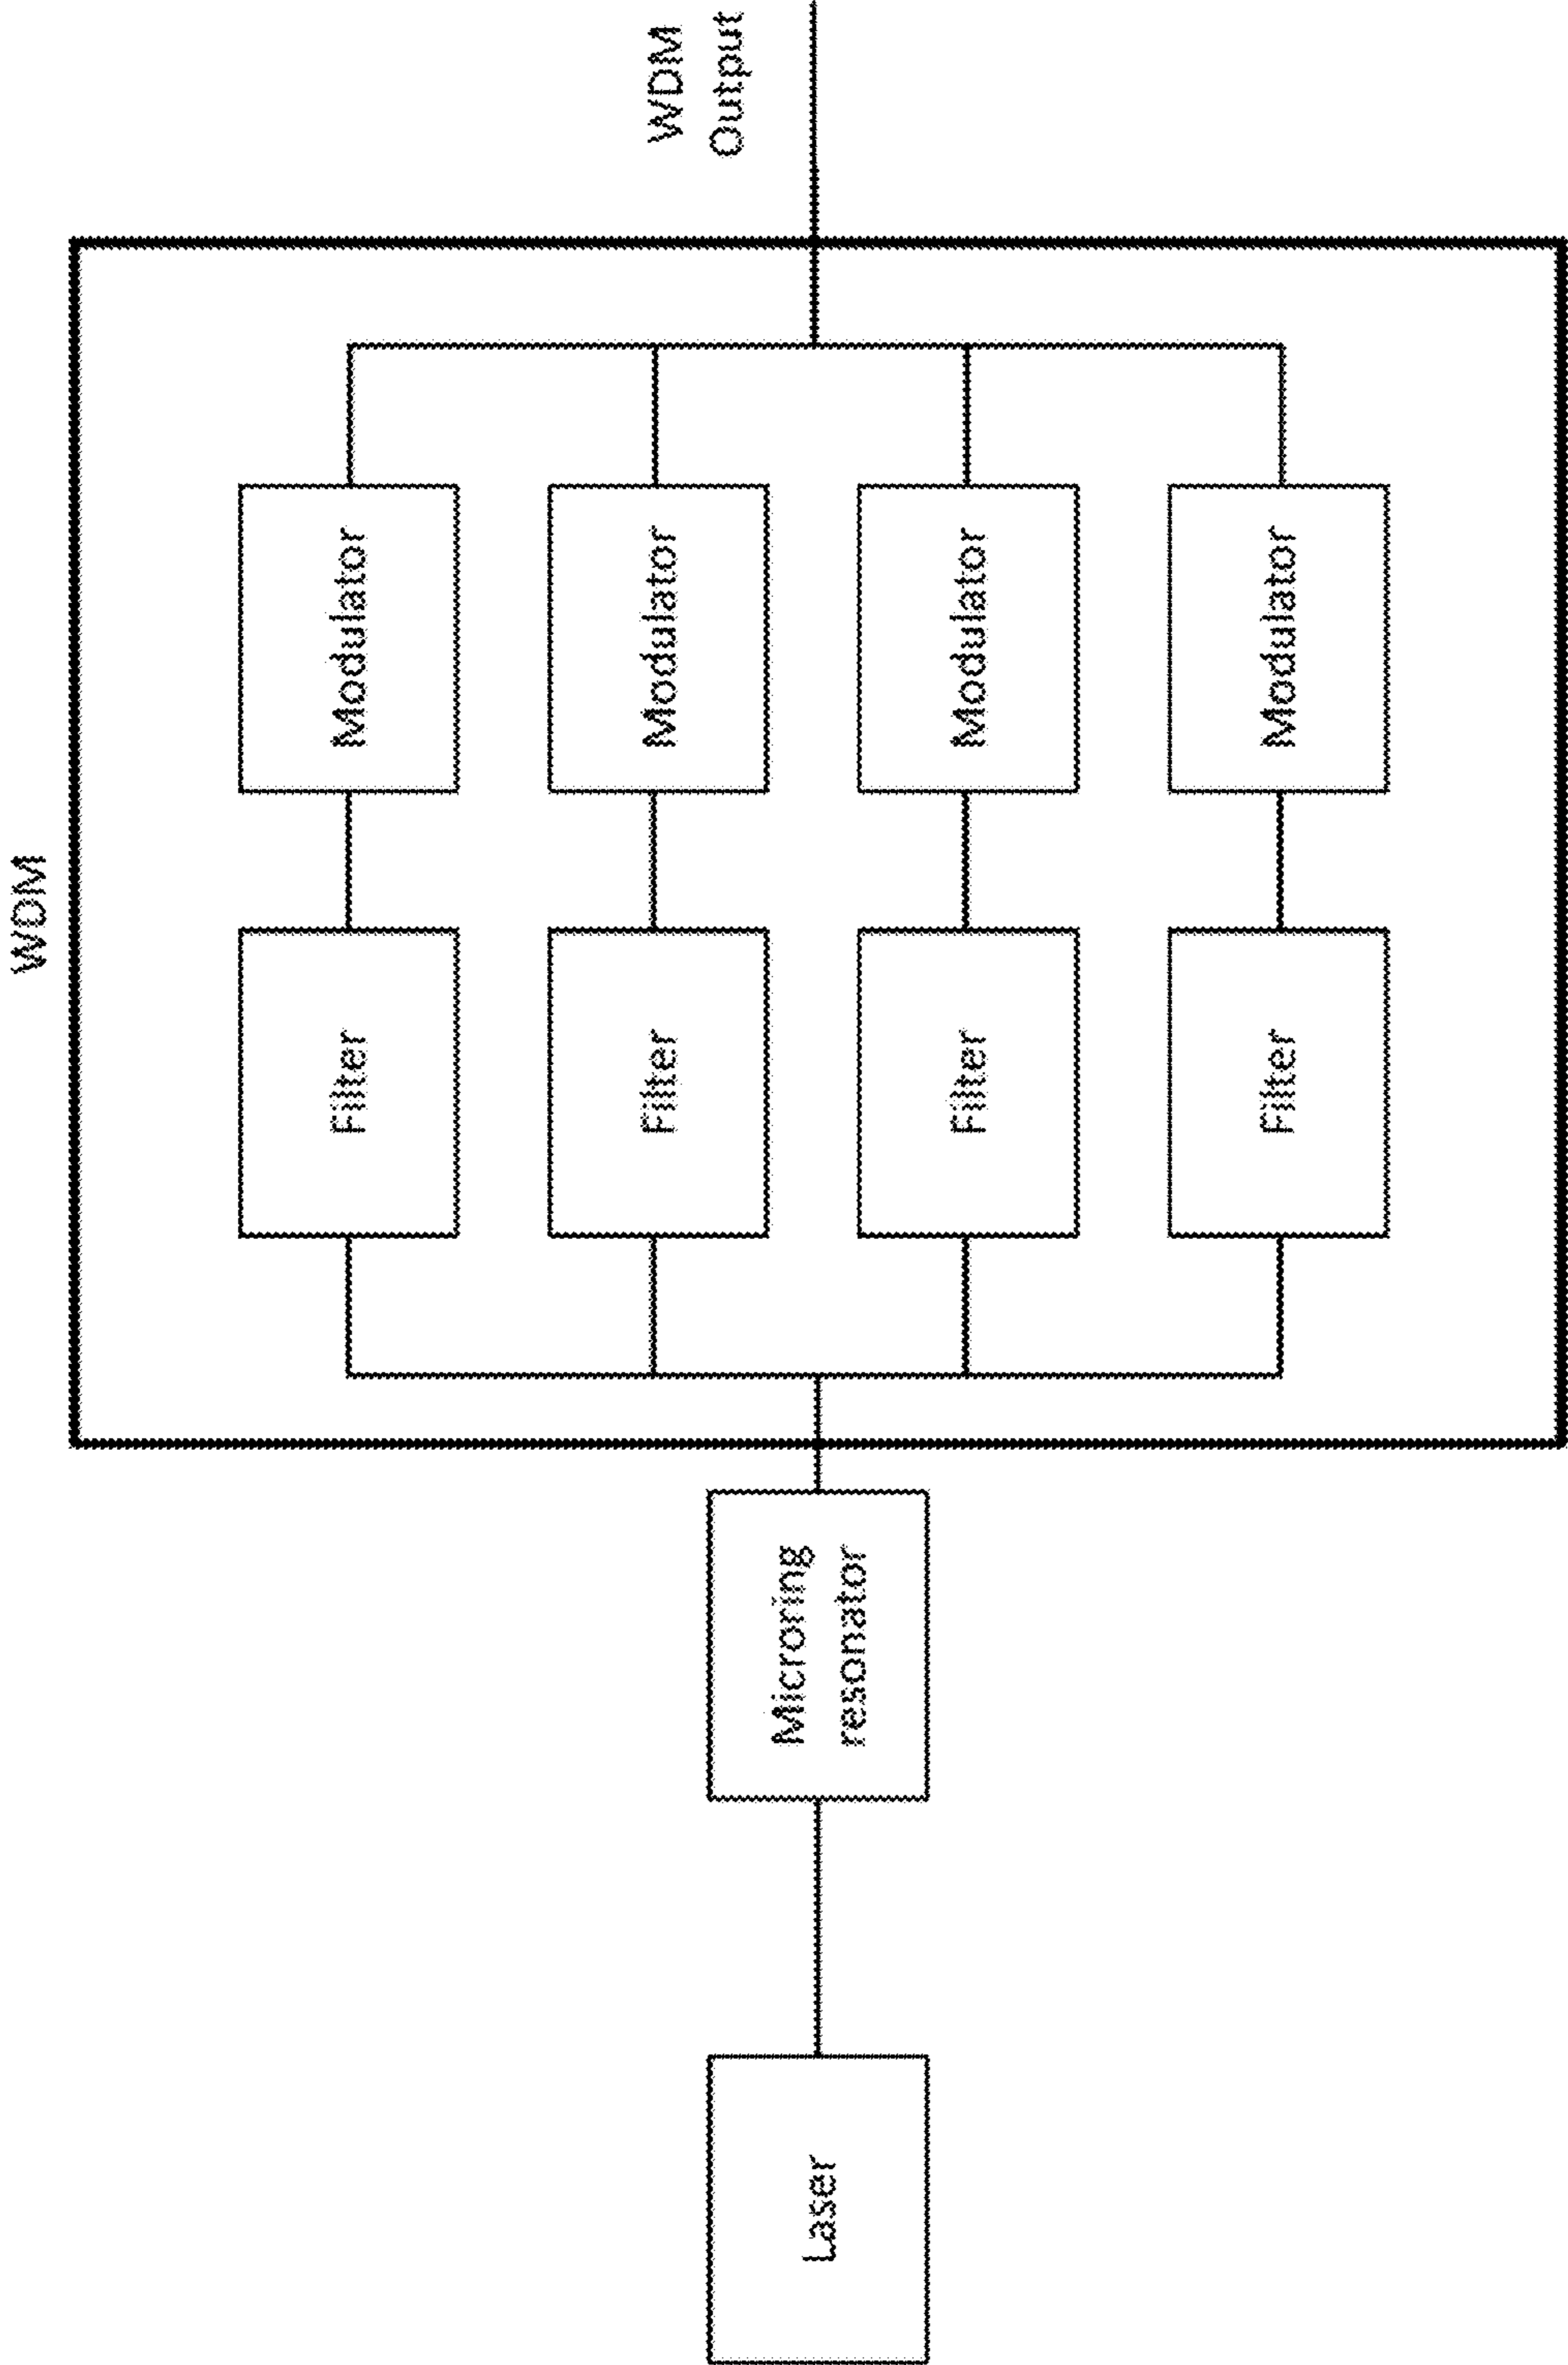 WDM
Laser
Microring
resonator
Filter
Modulator
Filter
Modulator
Filter
Modulator
Filter
Modulator
WDM
Output